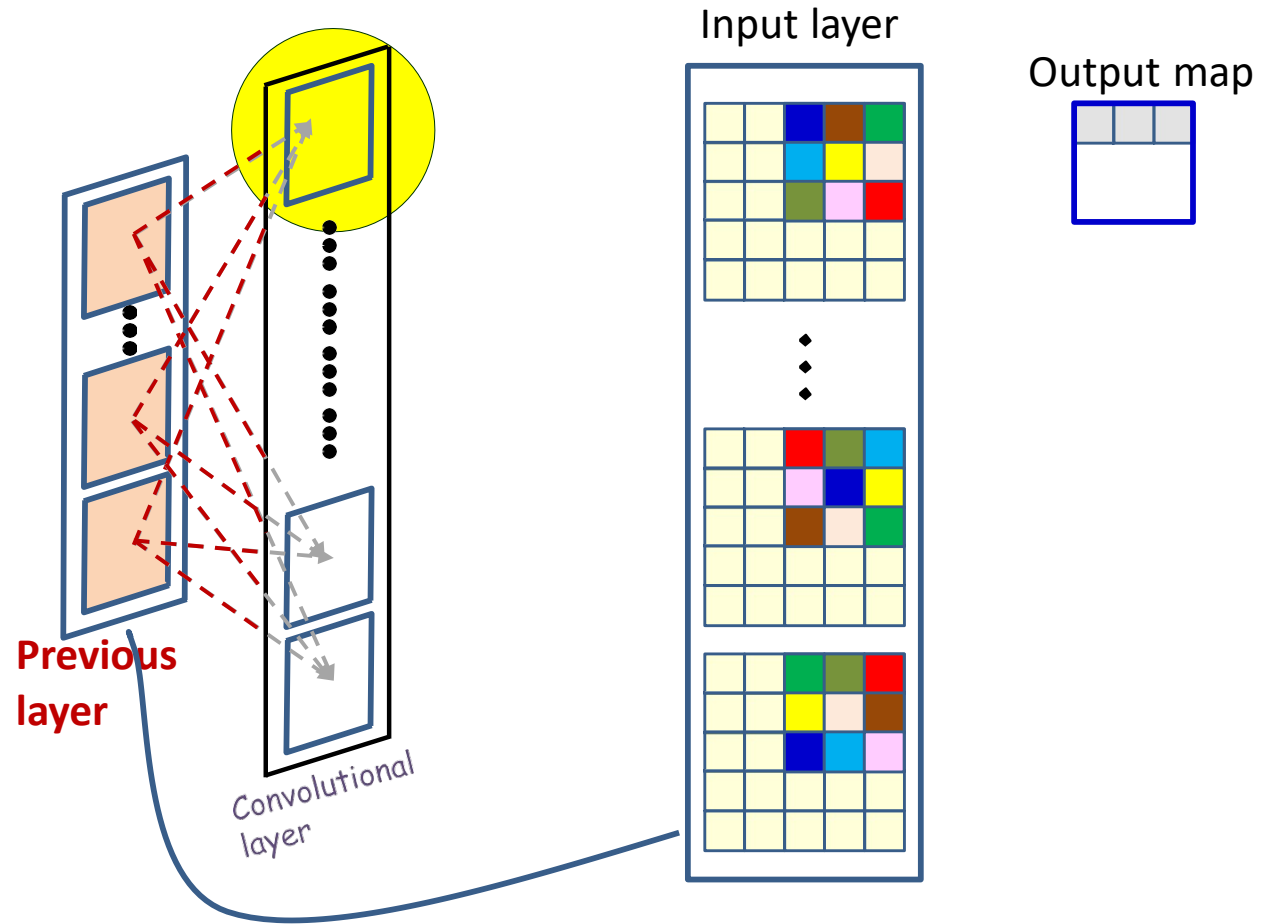 Input layer
Output map
Previous
layer
Convolutional
layer